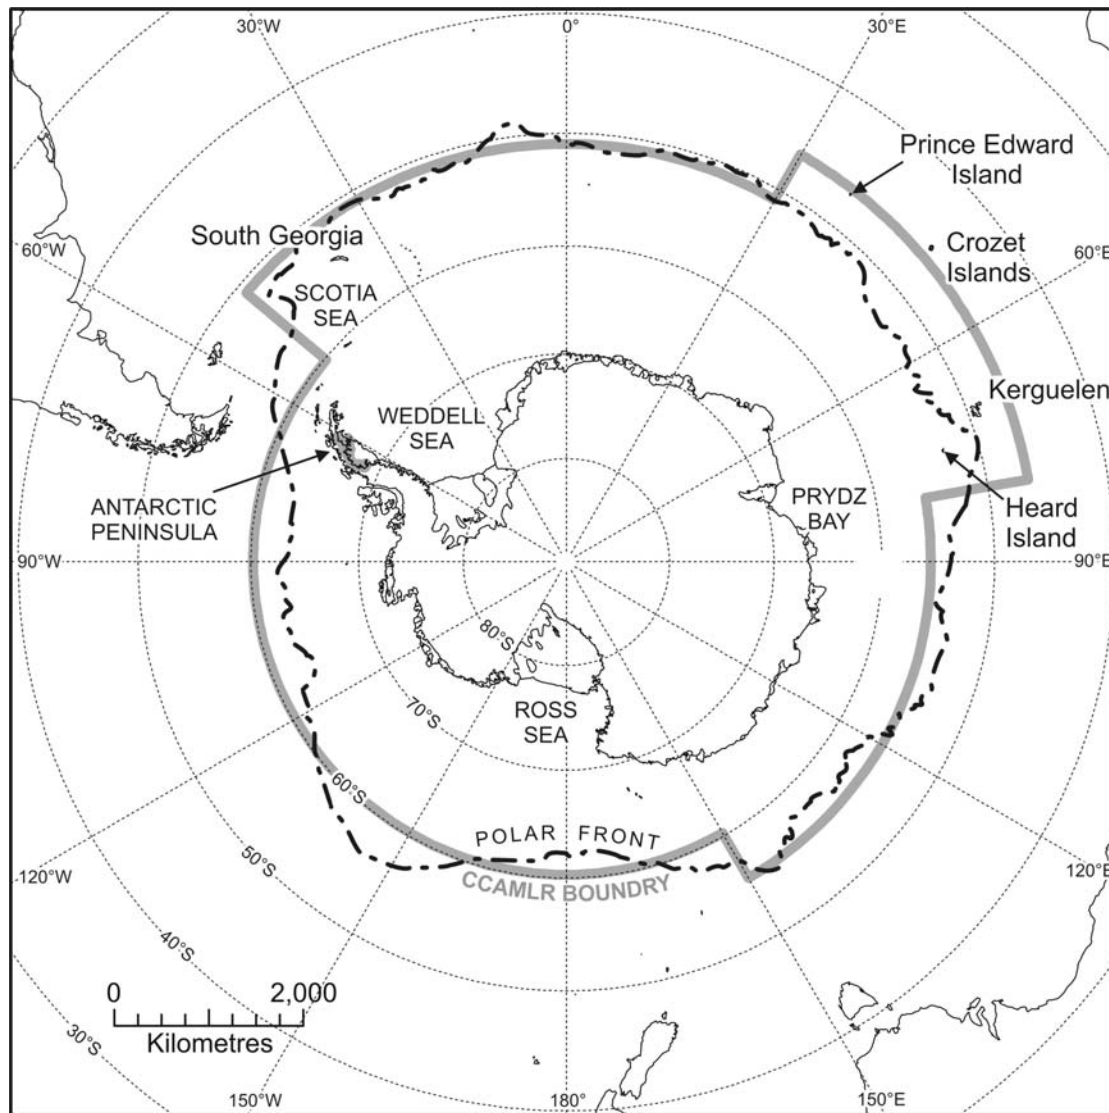 30°W
0°
30°E
Prince Edward
Island
South Georgia
60°W
Crozet
Islands
60°E
SCOTIA
SEA
Kerguelen
WEDDELL
SEA
ANTARCTIC
PENINSULA
PRYDZ
BAY
Heard
Island
90°W
90°E
80°S
ROSS
SEA
70°S
60°S
POLAR FRONT
CCAMLR BOUNDRY
120°W
50°S
120°E
40°S
0 2,000
Kilometres
30°S
150°W
180°
150°E